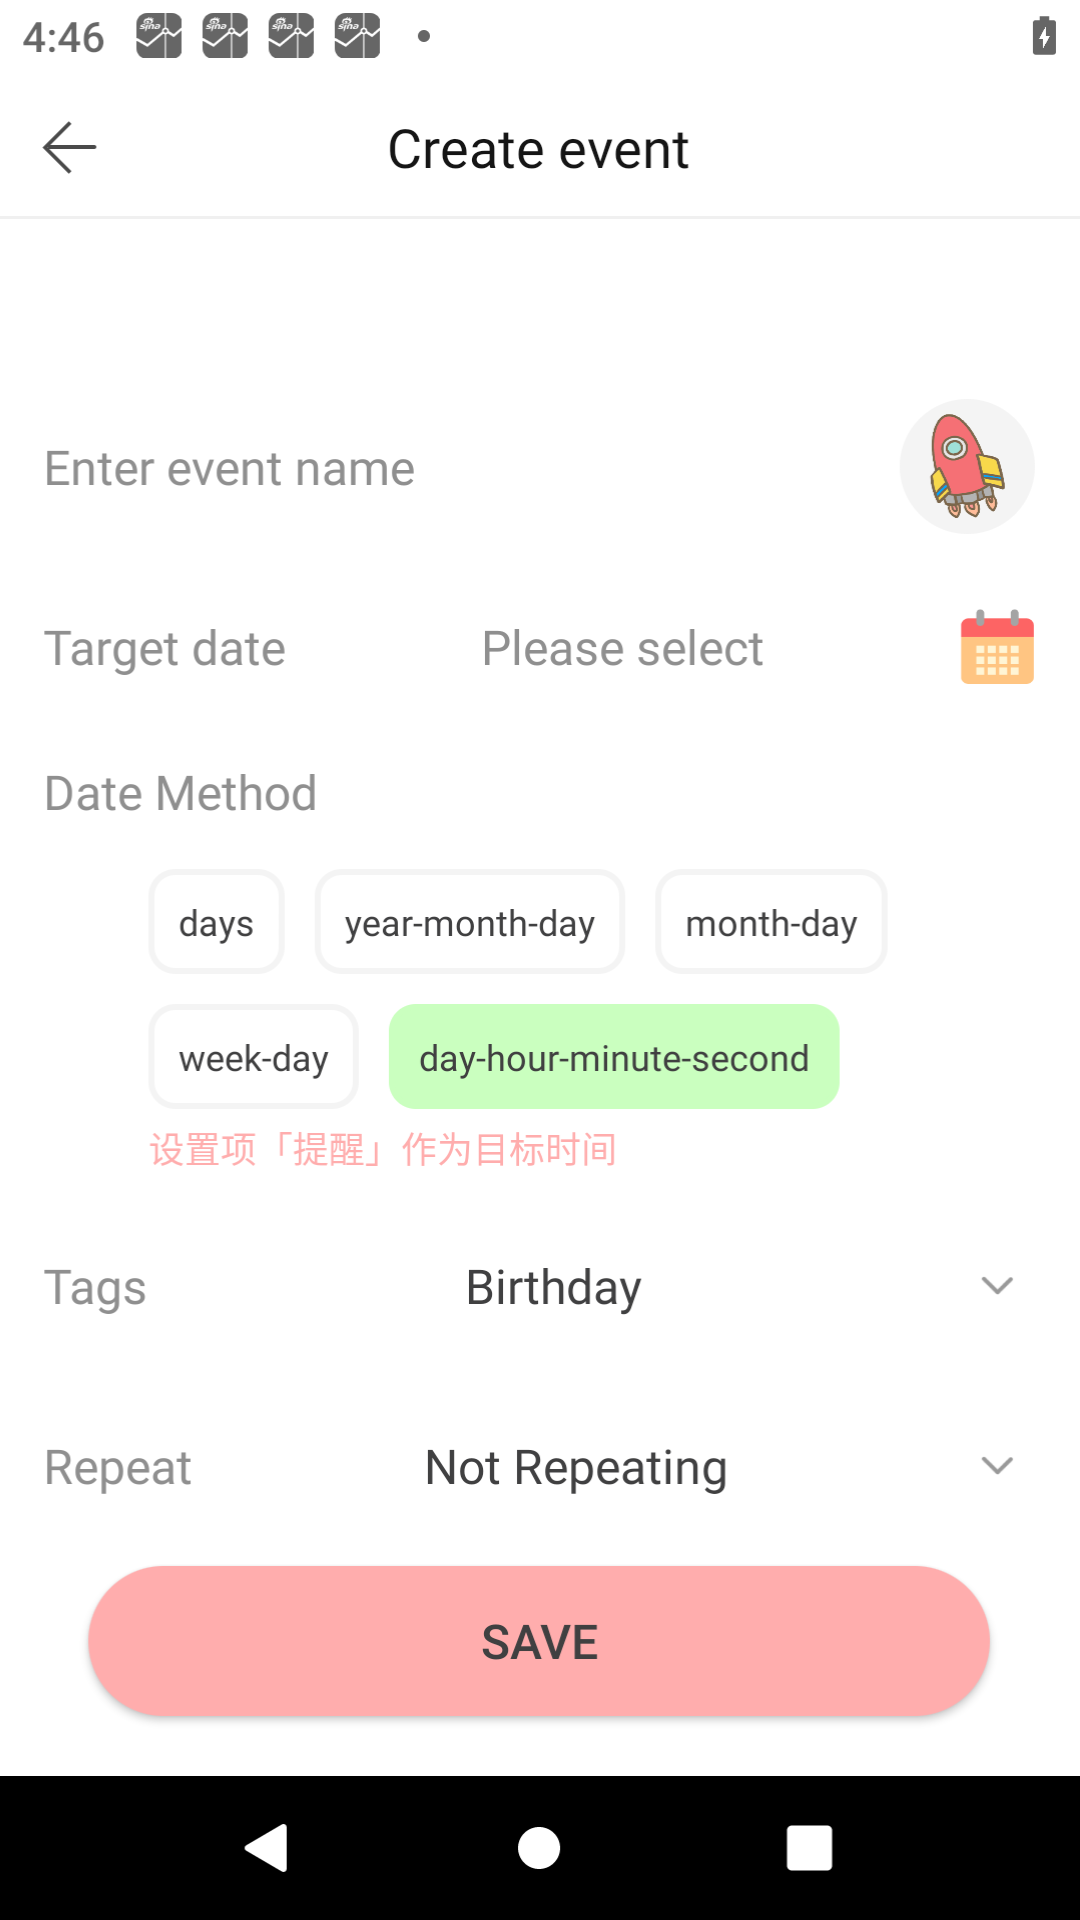 4:46
Create event
Enter event name
Target date Please select
Date Method
days year-month-day month-day
week-day day-hour-minute-second
设置项「提醒」作为目标时间
Tags Birthday
Repeat Not Repeating
SAVE